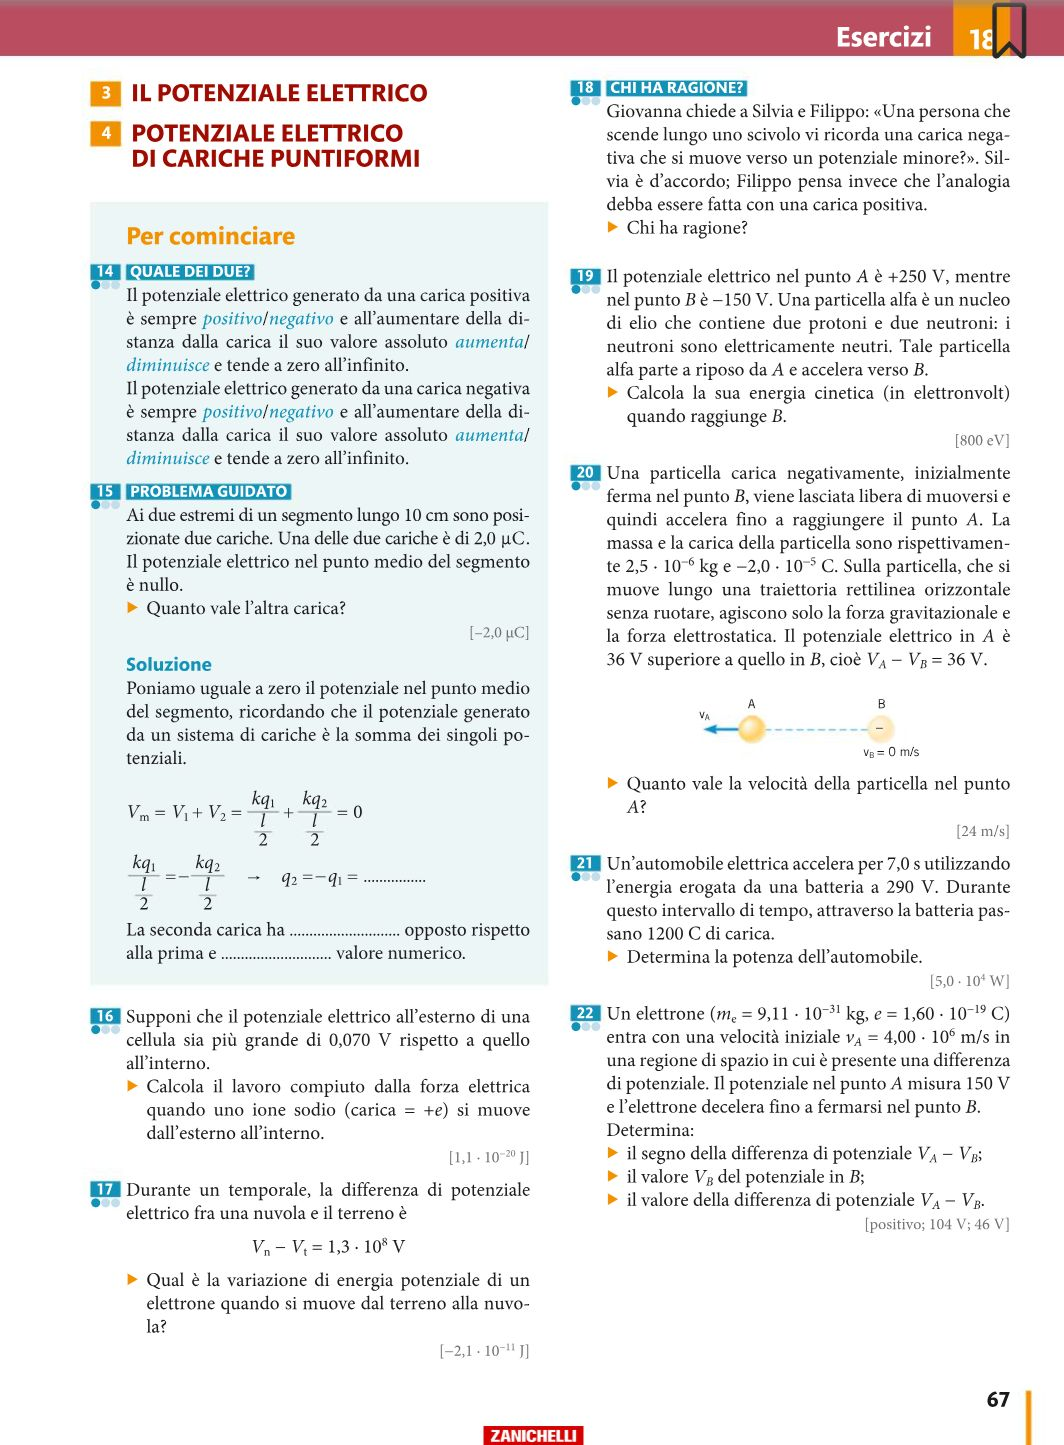 Esercizi 18
3 IL POTENZIALE ELETTRICO
4 POTENZIALE ELETTRICO
DI CARICHE PUNTIFORMI
Per cominciare
14 QUALE DEI DUE?
Il potenziale elettrico generato da una carica positiva
è sempre positivo/negativo e all'aumentare della di-
stanza dalla carica il suo valore assoluto aumenta/
diminuisce e tende a zero all'infinito.
Il potenziale elettrico generato da una carica negativa
è sempre positivo/negativo e all'aumentare della di-
stanza dalla carica il suo valore assoluto aumenta/
diminuisce e tende a zero all'infinito.
15 PROBLEMA GUIDATO
Ai due estremi di un segmento lungo 10 cm sono posi-
zionate due cariche. Una delle due cariche è di 2,0 μC.
Il potenziale elettrico nel punto medio del segmento
è nullo.
▶ Quanto vale l'altra carica?
[−2,0 μC]
Soluzione
Poniamo uguale a zero il potenziale nel punto medio
del segmento, ricordando che il potenziale generato
da un sistema di cariche è la somma dei singoli po-
tenziali.
Vm = V1 + V2 = kq1/(l/2) + kq2/(l/2) = 0
kq1/(l/2) = − kq2/(l/2) → q2 = −q1 = ................
La seconda carica ha ............................ opposto rispetto
alla prima e ............................ valore numerico.
16 Supponi che il potenziale elettrico all'esterno di una
cellula sia più grande di 0,070 V rispetto a quello
all'interno.
▶ Calcola il lavoro compiuto dalla forza elettrica
quando uno ione sodio (carica = +e) si muove
dall'esterno all'interno.
[1,1 · 10⁻²⁰ J]
17 Durante un temporale, la differenza di potenziale
elettrico fra una nuvola e il terreno è
Vn − Vt = 1,3 · 10⁸ V
▶ Qual è la variazione di energia potenziale di un
elettrone quando si muove dal terreno alla nuvo-
la?
[−2,1 · 10⁻¹¹ J]
18 CHI HA RAGIONE?
Giovanna chiede a Silvia e Filippo: «Una persona che
scende lungo uno scivolo vi ricorda una carica nega-
tiva che si muove verso un potenziale minore?». Sil-
via è d'accordo; Filippo pensa invece che l'analogia
debba essere fatta con una carica positiva.
▶ Chi ha ragione?
19 Il potenziale elettrico nel punto A è +250 V, mentre
nel punto B è −150 V. Una particella alfa è un nucleo
di elio che contiene due protoni e due neutroni: i
neutroni sono elettricamente neutri. Tale particella
alfa parte a riposo da A e accelera verso B.
▶ Calcola la sua energia cinetica (in elettronvolt)
quando raggiunge B.
[800 eV]
20 Una particella carica negativamente, inizialmente
ferma nel punto B, viene lasciata libera di muoversi e
quindi accelera fino a raggiungere il punto A. La
massa e la carica della particella sono rispettivamen-
te 2,5 · 10⁻⁶ kg e −2,0 · 10⁻⁵ C. Sulla particella, che si
muove lungo una traiettoria rettilinea orizzontale
senza ruotare, agiscono solo la forza gravitazionale e
la forza elettrostatica. Il potenziale elettrico in A è
36 V superiore a quello in B, cioè VA − VB = 36 V.
A B
vA
−
vB = 0 m/s
▶ Quanto vale la velocità della particella nel punto
A?
[24 m/s]
21 Un'automobile elettrica accelera per 7,0 s utilizzando
l'energia erogata da una batteria a 290 V. Durante
questo intervallo di tempo, attraverso la batteria pas-
sano 1200 C di carica.
▶ Determina la potenza dell'automobile.
[5,0 · 10⁴ W]
22 Un elettrone (me = 9,11 · 10⁻³¹ kg, e = 1,60 · 10⁻¹⁹ C)
entra con una velocità iniziale vA = 4,00 · 10⁶ m/s in
una regione di spazio in cui è presente una differenza
di potenziale. Il potenziale nel punto A misura 150 V
e l'elettrone decelera fino a fermarsi nel punto B.
Determina:
▶ il segno della differenza di potenziale VA − VB;
▶ il valore VB del potenziale in B;
▶ il valore della differenza di potenziale VA − VB.
[positivo; 104 V; 46 V]
67
ZANICHELLI